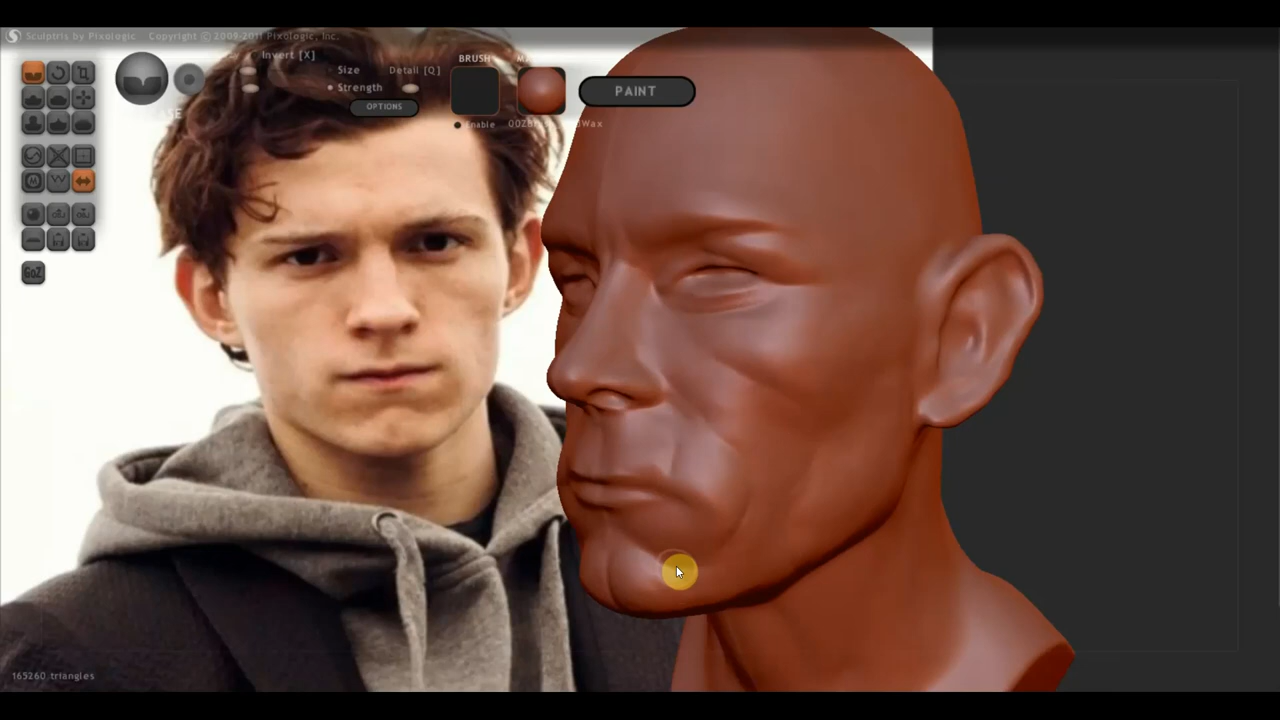 Sculptris by Pixologic   Copyright © 2009-2011 Pixologic, Inc.
Invert [X]
Size
Detail [Q]
Strength
OPTIONS
BRUSH
Enable
PAINT
GoZ
165260 triangles